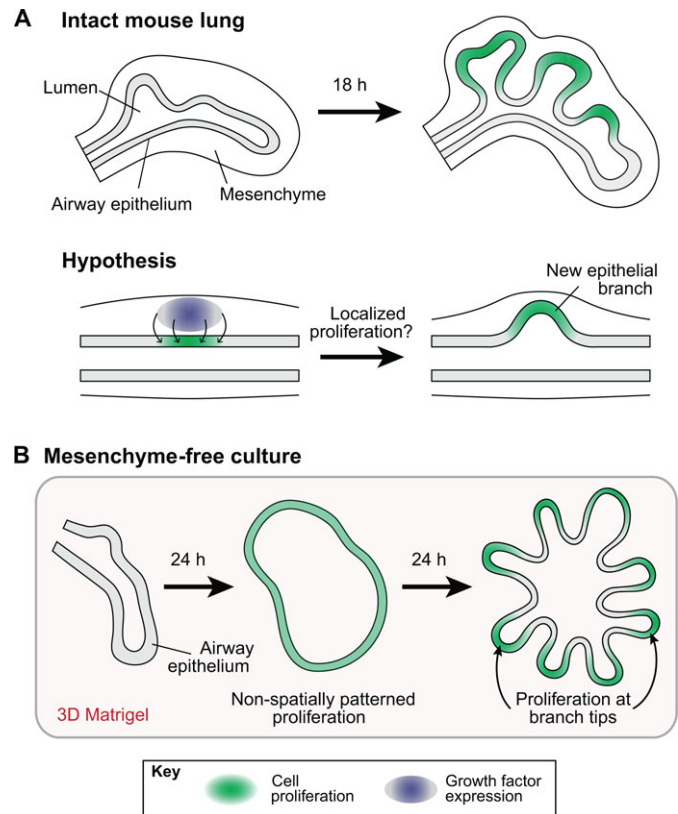 A Intact mouse lung
Lumen
18 h
Airway epithelium
Mesenchyme
Hypothesis
New epithelial
branch
Localized
proliferation?
B Mesenchyme-free culture
24 h
24 h
Airway
epithelium
3D Matrigel
Non-spatially patterned
proliferation
Proliferation at
branch tips
Key
Cell
proliferation
Growth factor
expression